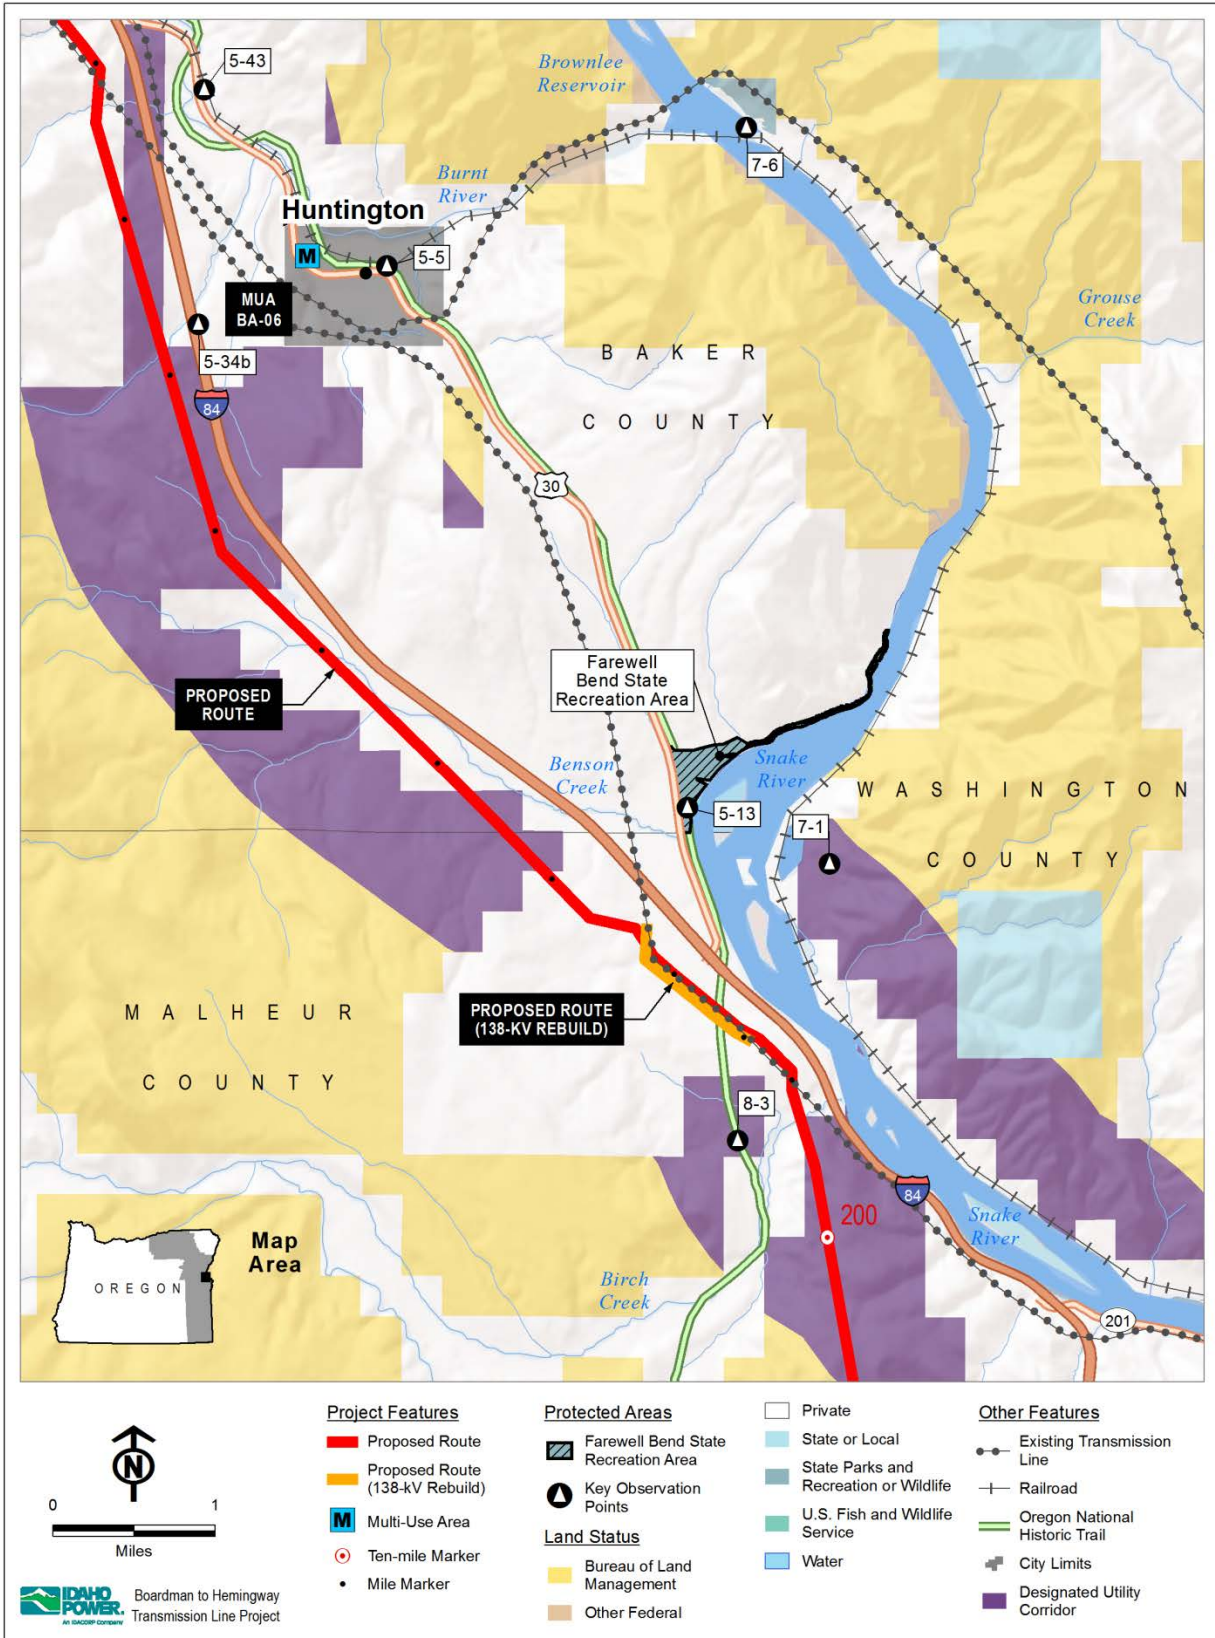 5-43
Brownlee
Reservoir
7-6
Burnt
River
Huntington
M
5-5
MUA
BA-06
Grouse
Creek
5-34b
84
B A K E R
C O U N T Y
30
Farewell
Bend State
Recreation Area
PROPOSED
ROUTE
Benson
Creek
Snake
River
5-13
7-1
W A S H I N G T O N
C O U N T Y
M A L H E U R
C O U N T Y
PROPOSED ROUTE
(138-KV REBUILD)
8-3
84
200
Snake
River
Map
Area
O R E G O N
Birch
Creek
201
N
0 1
Miles
IDAHO
POWER.
An IDACORP Company
Boardman to Hemingway
Transmission Line Project
Project Features
Proposed Route
Proposed Route
(138-kV Rebuild)
M Multi-Use Area
Ten-mile Marker
Mile Marker
Protected Areas
Farewell Bend State
Recreation Area
Key Observation
Points
Land Status
Bureau of Land
Management
Other Federal
Private
State or Local
State Parks and
Recreation or Wildlife
U.S. Fish and Wildlife
Service
Water
Other Features
Existing Transmission
Line
Railroad
Oregon National
Historic Trail
City Limits
Designated Utility
Corridor